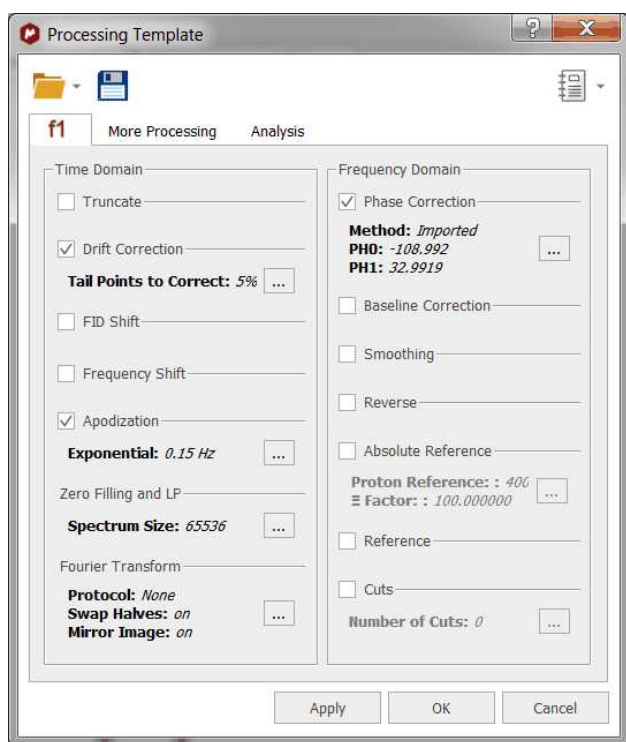 Processing Template
f1
More Processing
Analysis
Time Domain
Truncate
Drift Correction
Tail Points to Correct: 5% ...
FID Shift
Frequency Shift
Apodization
Exponential: 0.15 Hz ...
Zero Filling and LP
Spectrum Size: 65536 ...
Fourier Transform
Protocol: None
Swap Halves: on ...
Mirror Image: on
Frequency Domain
Phase Correction
Method: Imported
PH0: -108.992 ...
PH1: 32.9919
Baseline Correction
Smoothing
Reverse
Absolute Reference
Proton Reference: : 400
Ξ Factor: : 100.000000 ...
Reference
Cuts
Number of Cuts: 0 ...
Apply
OK
Cancel